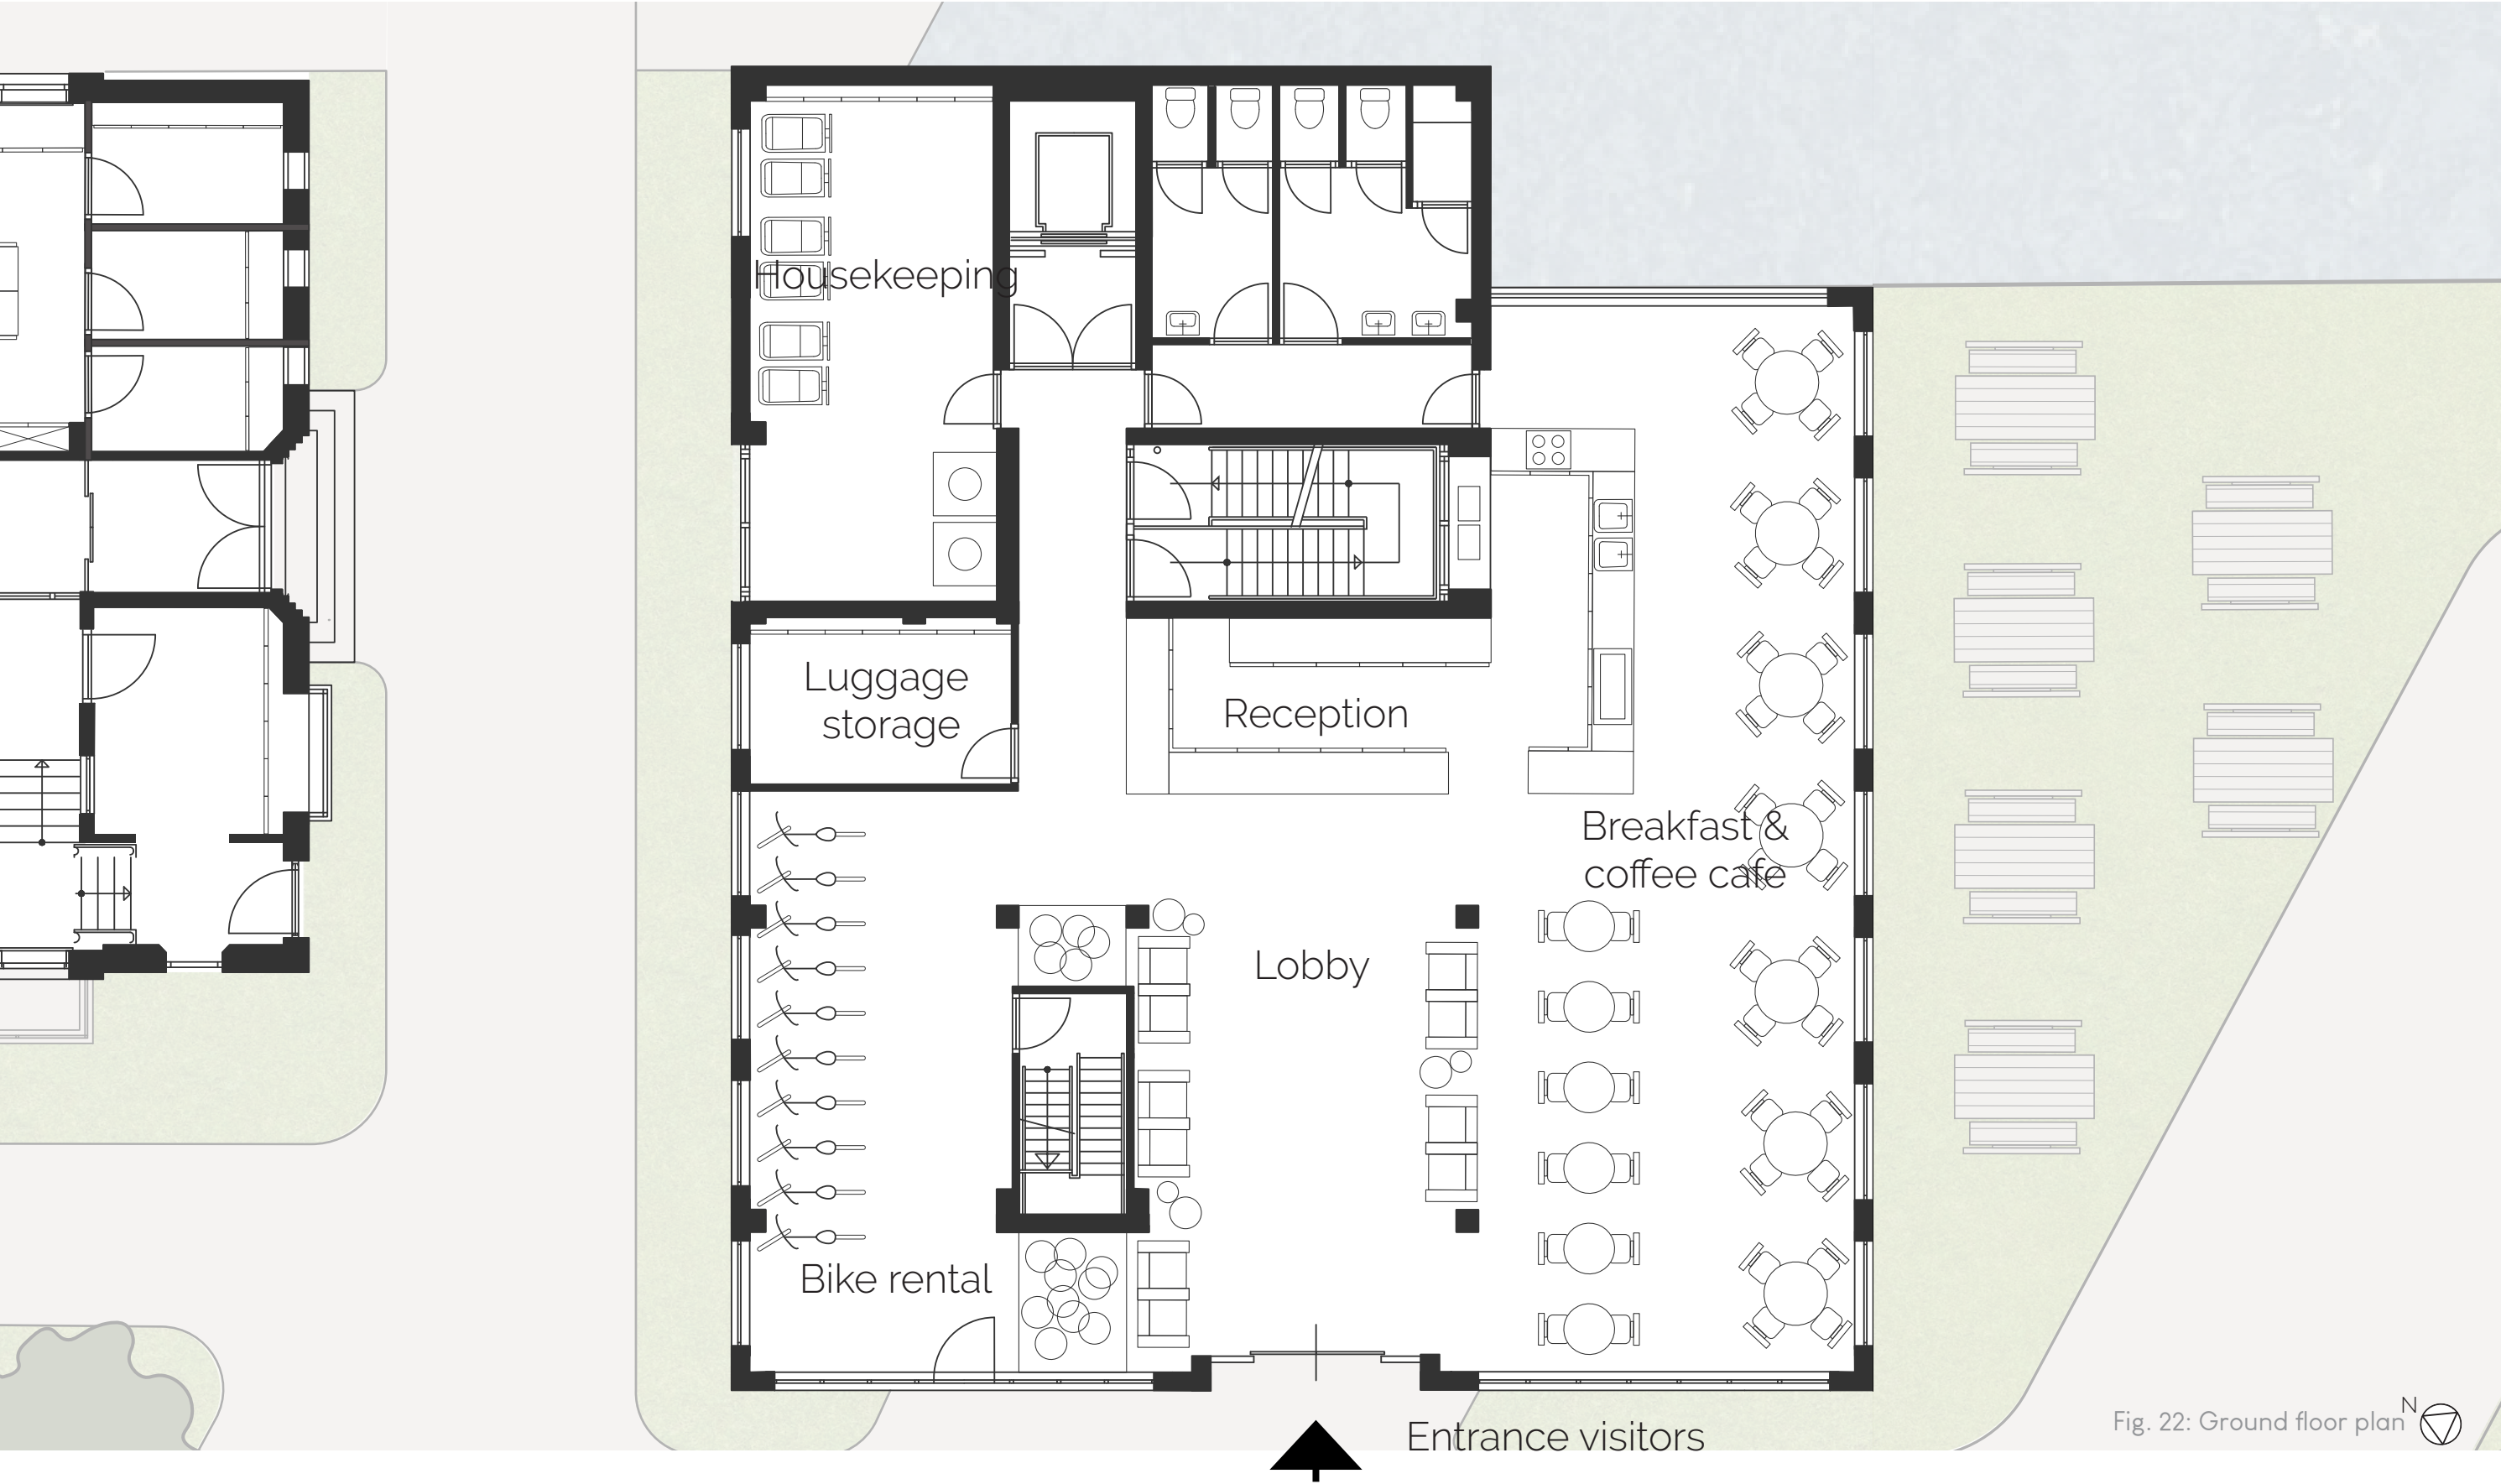 Housekeeping
Luggage
storage
Reception
Breakfast &
coffee cafe
Lobby
Bike rental
Entrance visitors
Fig. 22: Ground floor plan
N